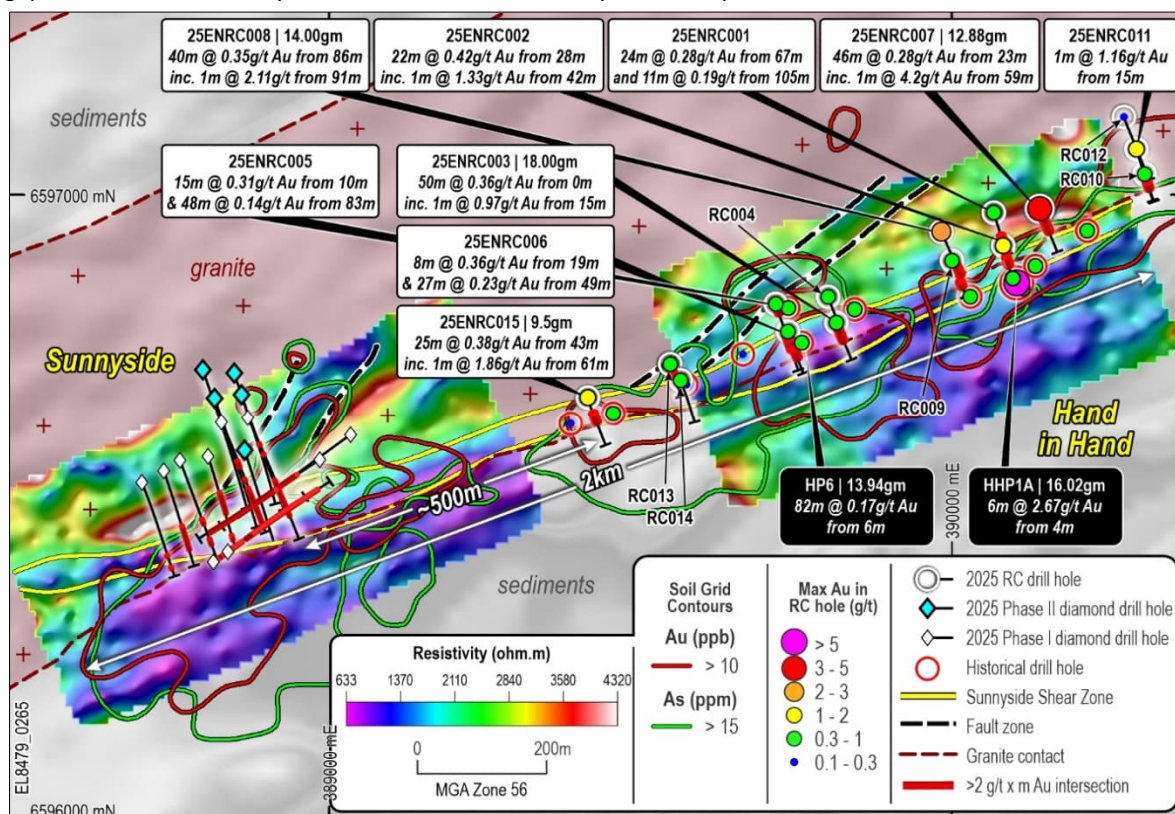 25ENRC008 | 14.00gm
40m @ 0.35g/t Au from 86m
inc. 1m @ 2.11g/t from 91m
25ENRC002
22m @ 0.42g/t Au from 28m
inc. 1m @ 1.33g/t from 42m
25ENRC001
24m @ 0.28g/t Au from 67m
and 11m @ 0.19g/t from 105m
25ENRC007 | 12.88gm
46m @ 0.28g/t Au from 23m
inc. 1m @ 4.2g/t from 59m
25ENRC011
1m @ 1.16g/t Au
from 15m
sediments
RC012
RC010
25ENRC005
15m @ 0.31g/t Au from 10m
& 48m @ 0.14g/t Au from 83m
25ENRC003 | 18.00gm
50m @ 0.36g/t Au from 0m
inc. 1m @ 0.97g/t from 15m
6597000 mN
RC004
granite
25ENRC006
8m @ 0.36g/t Au from 19m
& 27m @ 0.23g/t Au from 49m
25ENRC015 | 9.5gm
25m @ 0.38g/t Au from 43m
inc. 1m @ 1.86g/t Au from 61m
Sunnyside
RC009
Hand
in Hand
~500m
2km
RC013
RC014
HP6 | 13.94gm
82m @ 0.17g/t Au
from 6m
HHP1A | 16.02gm
6m @ 2.67g/t Au
from 4m
390000 mE
sediments
Resistivity (ohm.m)
633 1370 2110 2840 3580 4320
0 200m
MGA Zone 56
Soil Grid
Contours
Au (ppb)
> 10
As (ppm)
> 15
Max Au in
RC hole (g/t)
> 5
3 - 5
2 - 3
1 - 2
0.3 - 1
0.1 - 0.3
2025 RC drill hole
2025 Phase II diamond drill hole
2025 Phase I diamond drill hole
Historical drill hole
Sunnyside Shear Zone
Fault zone
Granite contact
>2 g/t x m Au intersection
EL8479_0265
389000 mE
6596000 mN